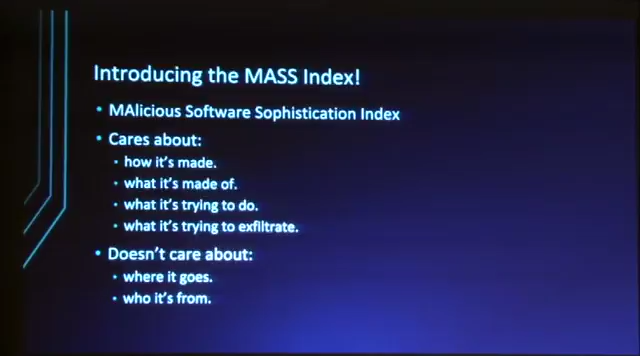 Introducing the MASS Index!
• MAlicious Software Sophistication Index
• Cares about:
• how it's made.
• what it's made of.
• what it's trying to do.
• what it's trying to exfiltrate.
• Doesn't care about:
• where it goes.
• who it's from.